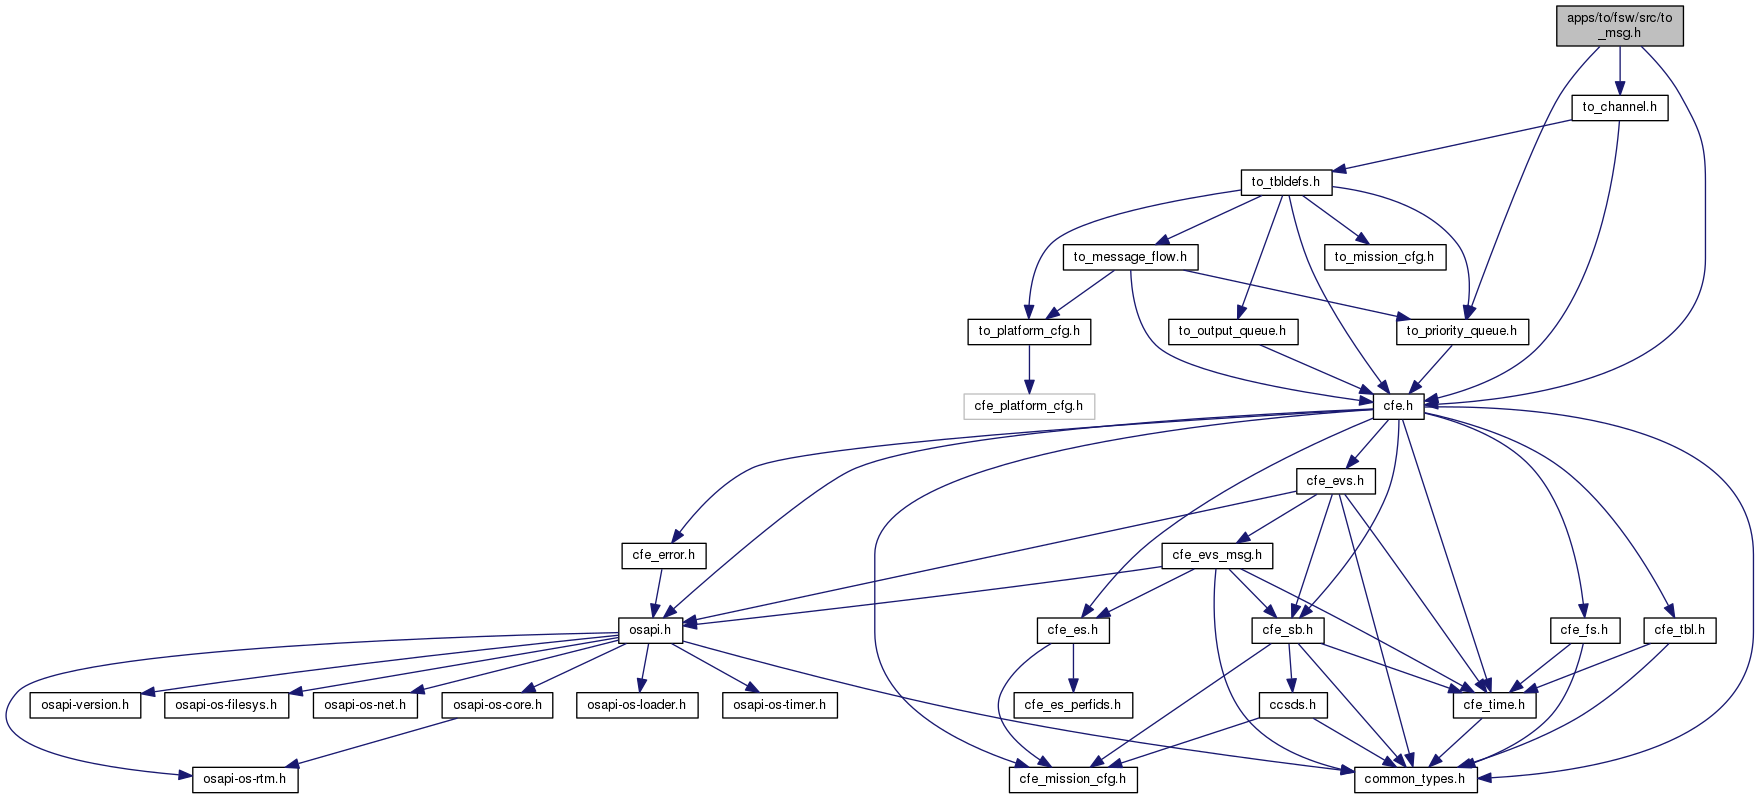 apps/to/fsw/src/to
_msg.h
to_channel.h
to_tbldefs.h
to_message_flow.h
to_mission_cfg.h
to_platform_cfg.h
to_output_queue.h
to_priority_queue.h
cfe_platform_cfg.h
cfe.h
cfe_evs.h
cfe_error.h
cfe_evs_msg.h
osapi.h
cfe_es.h
cfe_sb.h
cfe_fs.h
cfe_tbl.h
osapi-version.h
osapi-os-filesys.h
osapi-os-net.h
osapi-os-core.h
osapi-os-loader.h
osapi-os-timer.h
cfe_es_perfids.h
ccsds.h
cfe_time.h
osapi-os-rtm.h
cfe_mission_cfg.h
common_types.h